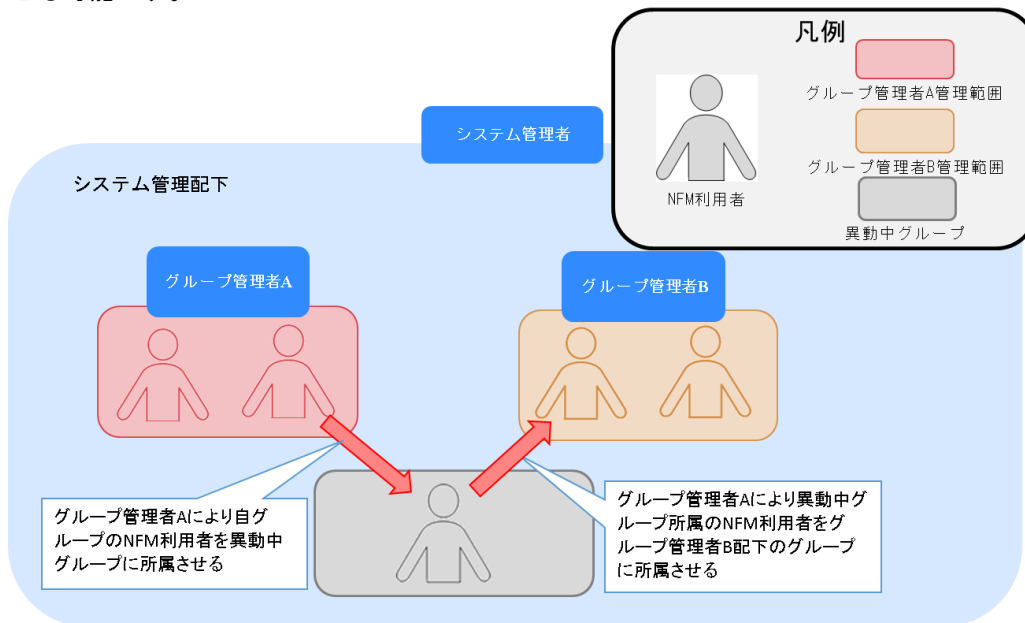 凡例
グループ管理者A管理範囲
グループ管理者B管理範囲
NFM利用者
異動中グループ
システム管理者
システム管理配下
グループ管理者A
グループ管理者B
グループ管理者Aにより自グ
ループのNFM利用者を異動中
グループに所属させる
グループ管理者Aにより異動中グ
ループ所属のNFM利用者をグ
ループ管理者B配下のグループ
に所属させる